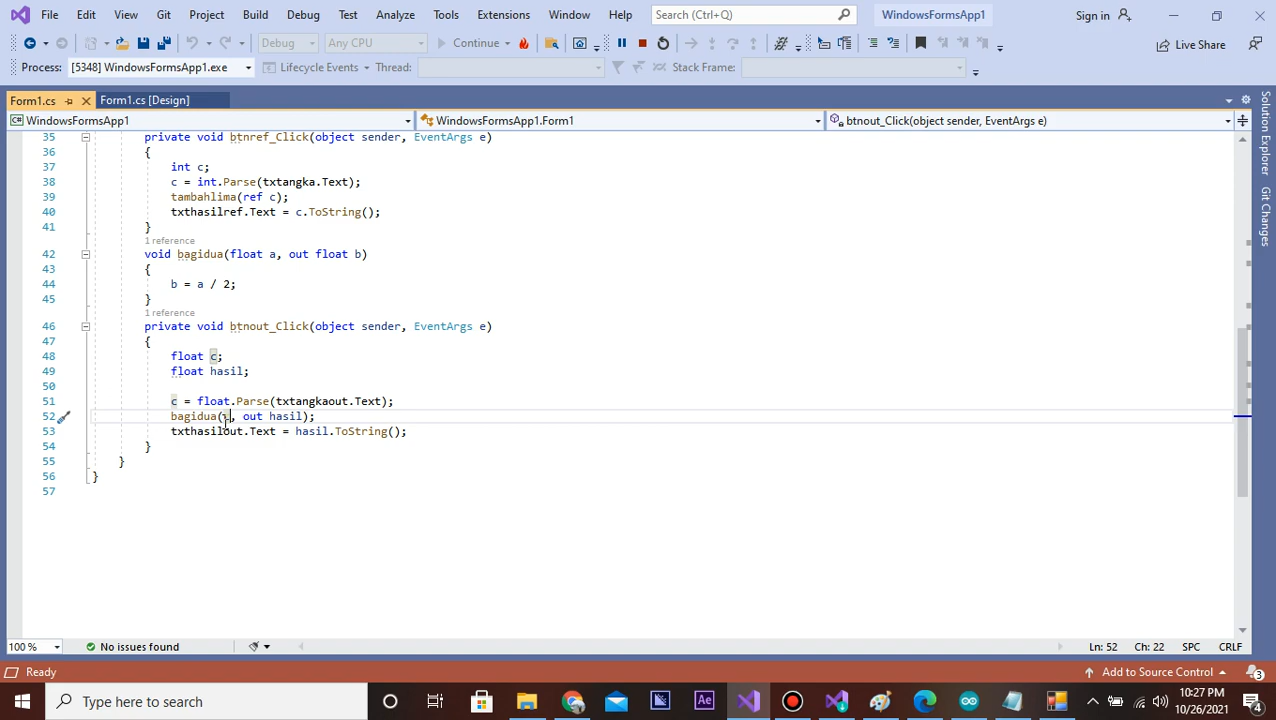 File Edit View Git Project Build Debug Test Analyze Tools Extensions Window Help Search (Ctrl+Q) WindowsFormsApp1 Sign in
Debug Any CPU Continue Live Share
Process: [5348] WindowsFormsApp1.exe Lifecycle Events Thread: Stack Frame:
Form1.cs Form1.cs [Design]
WindowsFormsApp1 WindowsFormsApp1.Form1 btnout_Click(object sender, EventArgs e)
35 private void btnref_Click(object sender, EventArgs e)
36 {
37 int c;
38 c = int.Parse(txtangka.Text);
39 tambahlima(ref c);
40 txthasilref.Text = c.ToString();
41 }
1 reference
42 void bagidua(float a, out float b)
43 {
44 b = a / 2;
45 }
1 reference
46 private void btnout_Click(object sender, EventArgs e)
47 {
48 float c;
49 float hasil;
50
51 c = float.Parse(txtangkaout.Text);
52 bagidua(c, out hasil);
53 txthasilout.Text = hasil.ToString();
54 }
55 }
56 }
57
100 % No issues found Ln: 52 Ch: 22 SPC CRLF
Ready Add to Source Control 3
Type here to search Ae 10:27 PM
10/26/2021 4
Solution Explorer
Git Changes